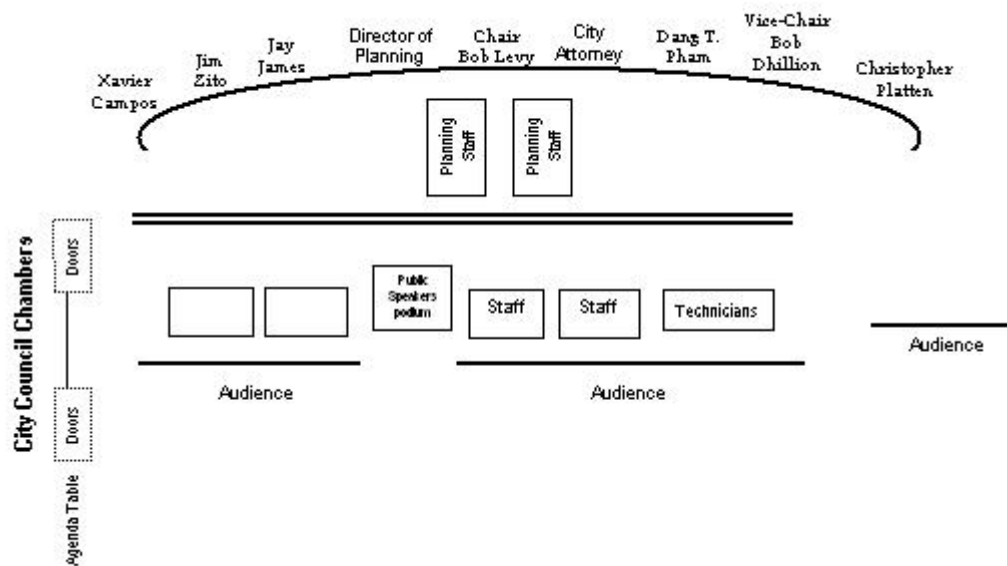 Xavier
Campos
Jim
Zito
Jay
James
Director of
Planning
Chair
Bob Levy
City
Attorney
Dang T.
Pham
Vice-Chair
Bob
Dhillion
Christopher
Platten
Planning
Staff
Planning
Staff
City Council Chambers
Doors
Doors
Agenda Table
Public
Speakers
podium
Staff
Staff
Technicians
Audience
Audience
Audience